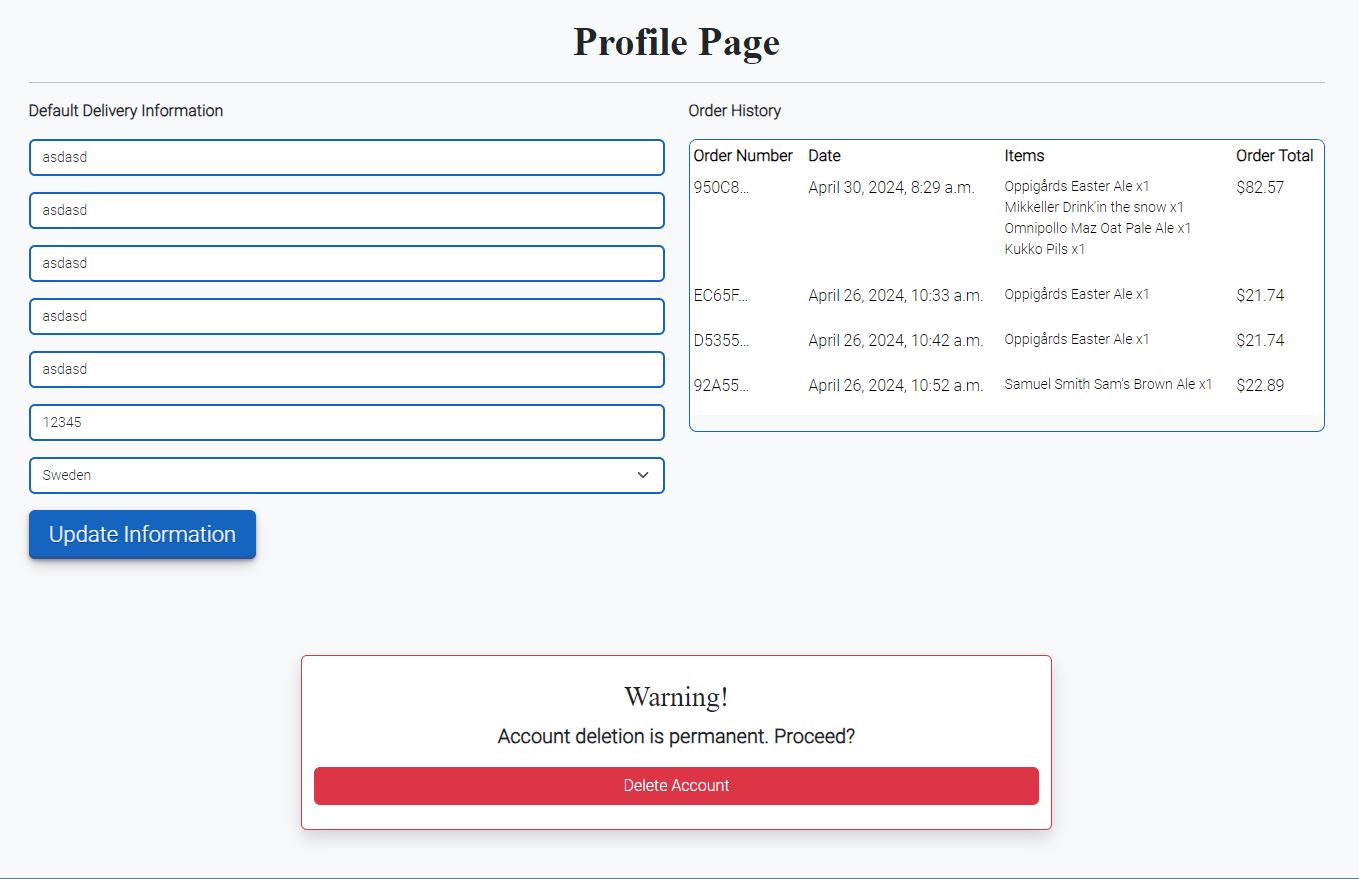 Profile Page
Default Delivery Information
asdasd
asdasd
asdasd
asdasd
asdasd
12345
Sweden
Update Information
Order History
Order Number Date Items Order Total
950C8... April 30, 2024, 8:29 a.m. Oppigårds Easter Ale x1 $82.57
Mikkeller Drink'in the snow x1
Omnipollo Maz Oat Pale Ale x1
Kukko Pils x1
EC65F... April 26, 2024, 10:33 a.m. Oppigårds Easter Ale x1 $21.74
D5355... April 26, 2024, 10:42 a.m. Oppigårds Easter Ale x1 $21.74
92A55... April 26, 2024, 10:52 a.m. Samuel Smith Sam's Brown Ale x1 $22.89
Warning!
Account deletion is permanent. Proceed?
Delete Account